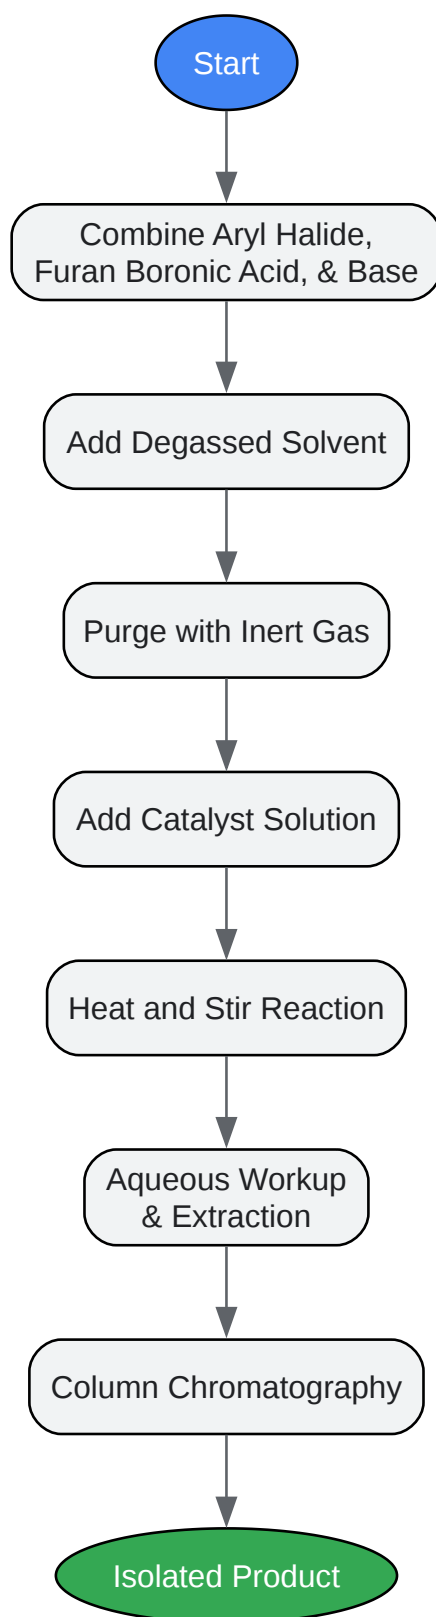 Start
Combine Aryl Halide,
Furan Boronic Acid, & Base
Add Degassed Solvent
Purge with Inert Gas
Add Catalyst Solution
Heat and Stir Reaction
Aqueous Workup
& Extraction
Column Chromatography
Isolated Product